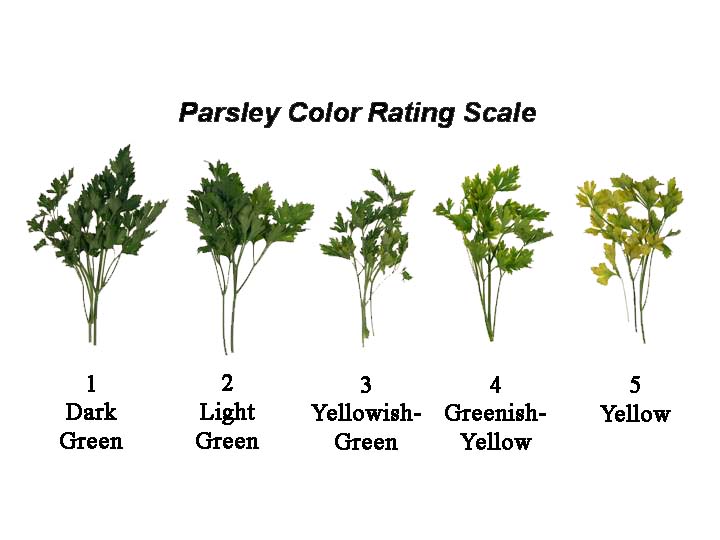 Parsley Color Rating Scale
1
Dark
Green
2
Light
Green
3
Yellowish-
Green
4
Greenish-
Yellow
5
Yellow